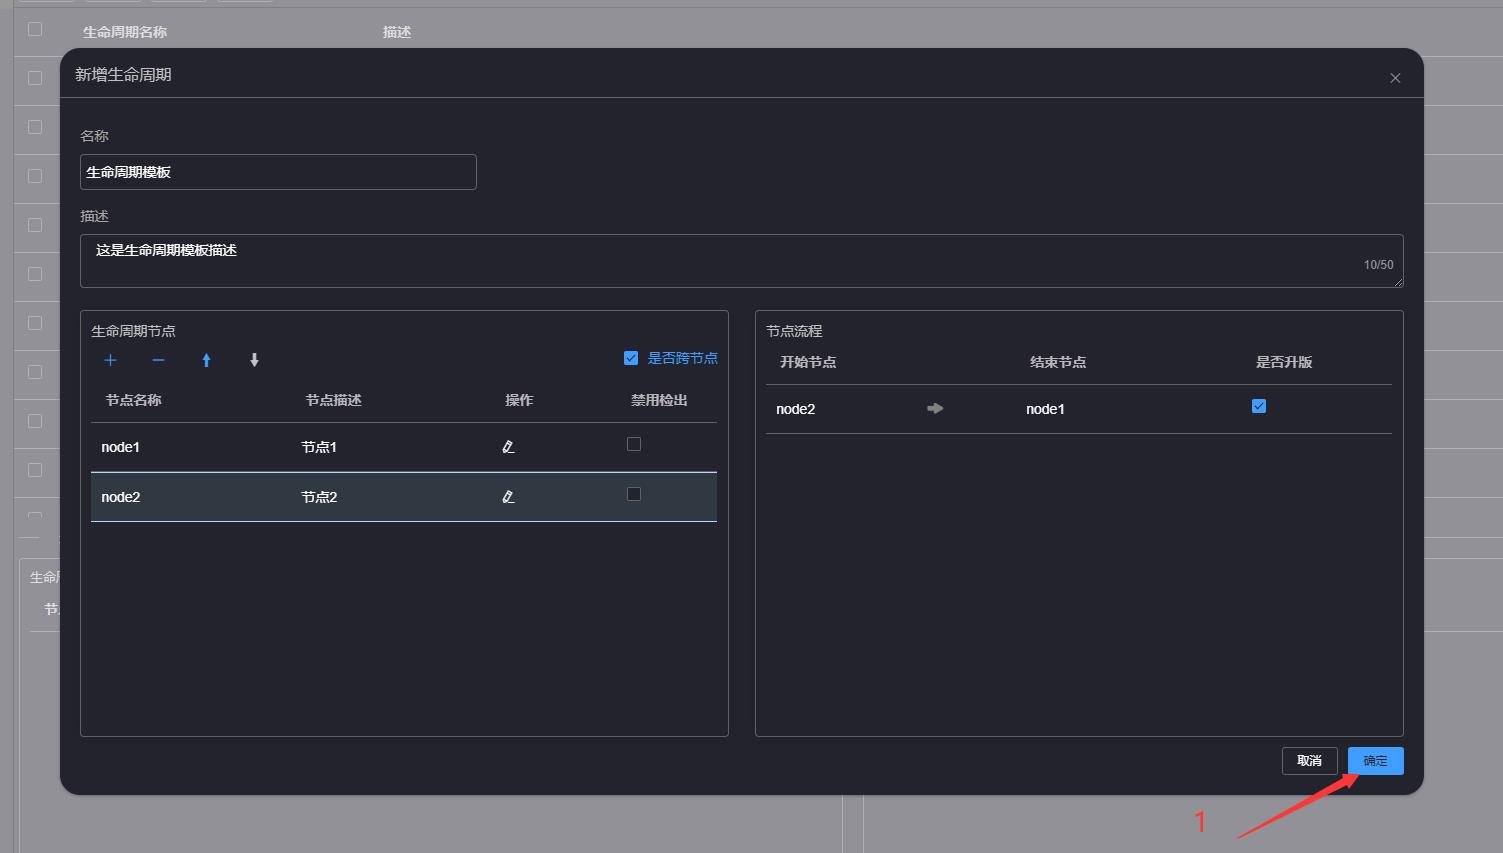 生命周期名称 描述
新增生命周期
名称
生命周期模板
描述
这是生命周期模板描述
10/50
生命周期节点
是否跨节点
节点名称 节点描述 操作 禁用检出
node1 节点1
node2 节点2
节点流程
开始节点 结束节点 是否升版
node2 node1
生命
节
取消 确定
1